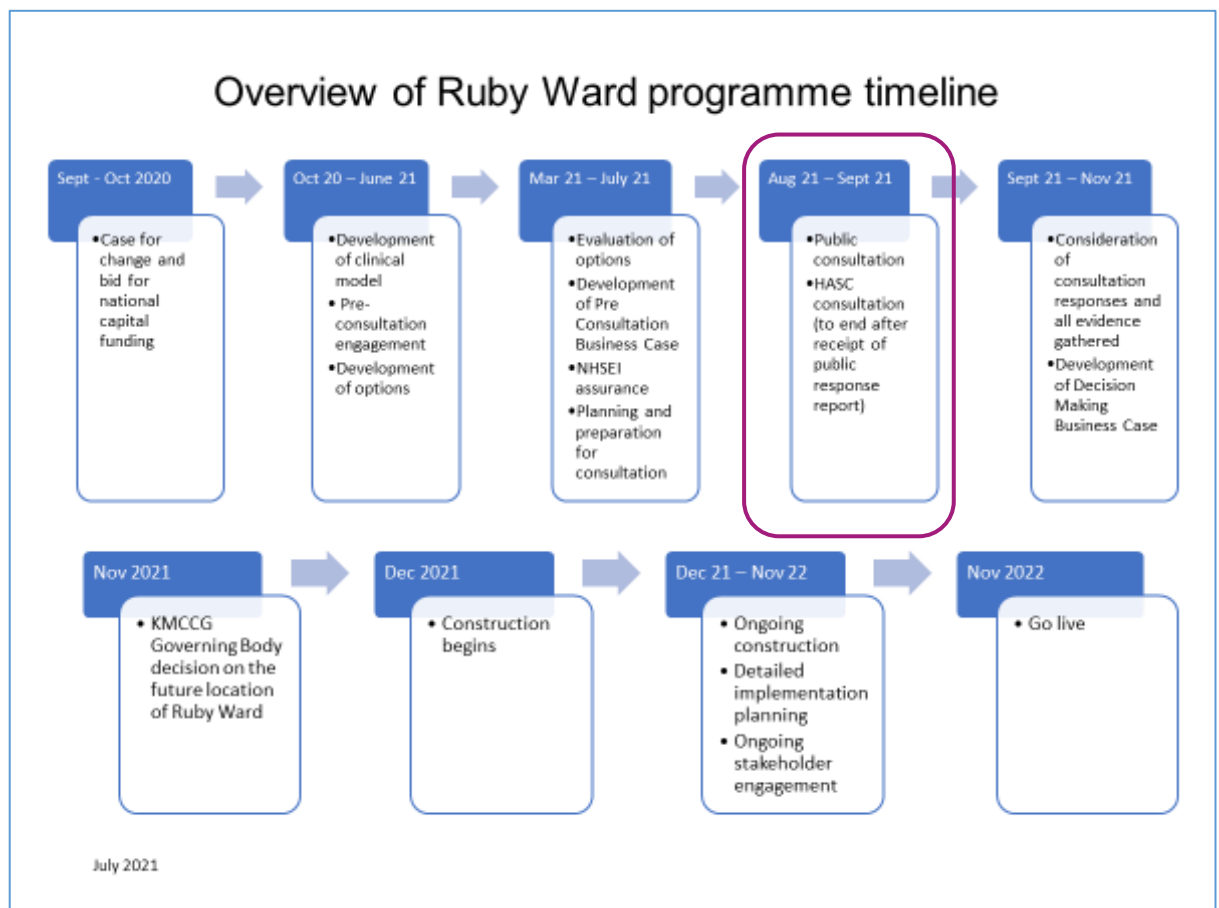 Overview of Ruby Ward programme timeline
Sept - Oct 2020
•Case for
change and
bid for
national
capital
funding
Oct 20 – June 21
•Development
of clinical
model
• Pre-
consultation
engagement
•Development
of options
Mar 21 – July 21
•Evaluation of
options
•Development
of Pre
Consultation
Business Case
•NHSEI
assurance
•Planning and
preparation
for
consultation
Aug 21 – Sept 21
•Public
consultation
•HASC
consultation
(to end after
receipt of
public
response
report)
Sept 21 – Nov 21
•Consideration
of
consultation
responses and
all evidence
gathered
•Development
of Decision
Making
Business Case
Nov 2021
• KMCCG
Governing Body
decision on the
future location
of Ruby Ward
Dec 2021
• Construction
begins
Dec 21 – Nov 22
• Ongoing
construction
• Detailed
implementation
planning
• Ongoing
stakeholder
engagement
Nov 2022
• Go live
July 2021